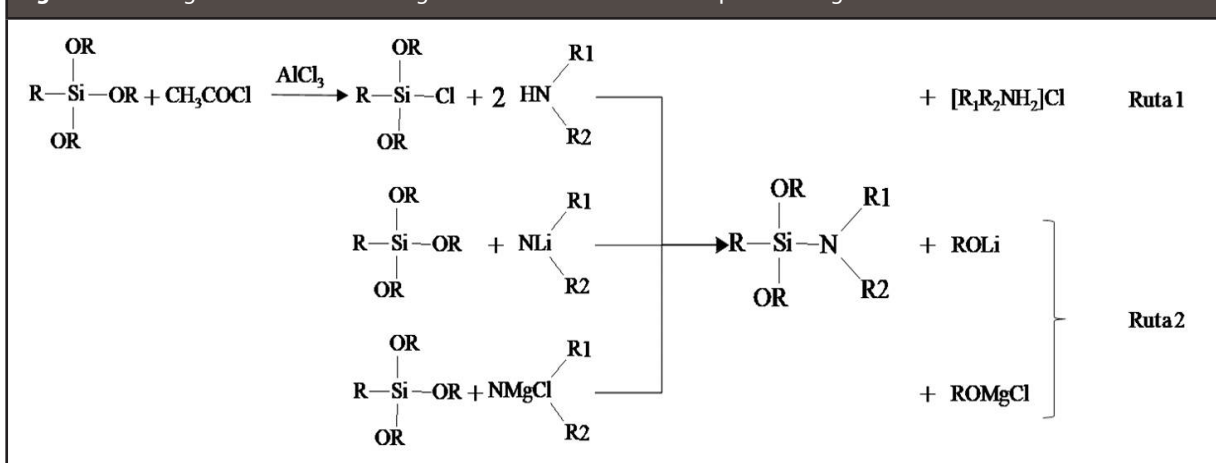 OR OR R1
R—Si—OR + CH₃COCl AlCl₃ R—Si—Cl + 2 HN + [R₁R₂NH₂]Cl Ruta 1
OR OR R2
OR R1
R—Si—OR + NLi
OR R2
OR R1
R—Si—N + ROLi
OR R2
Ruta 2
OR R1
R—Si—OR + NMgCl + ROMgCl
OR R2